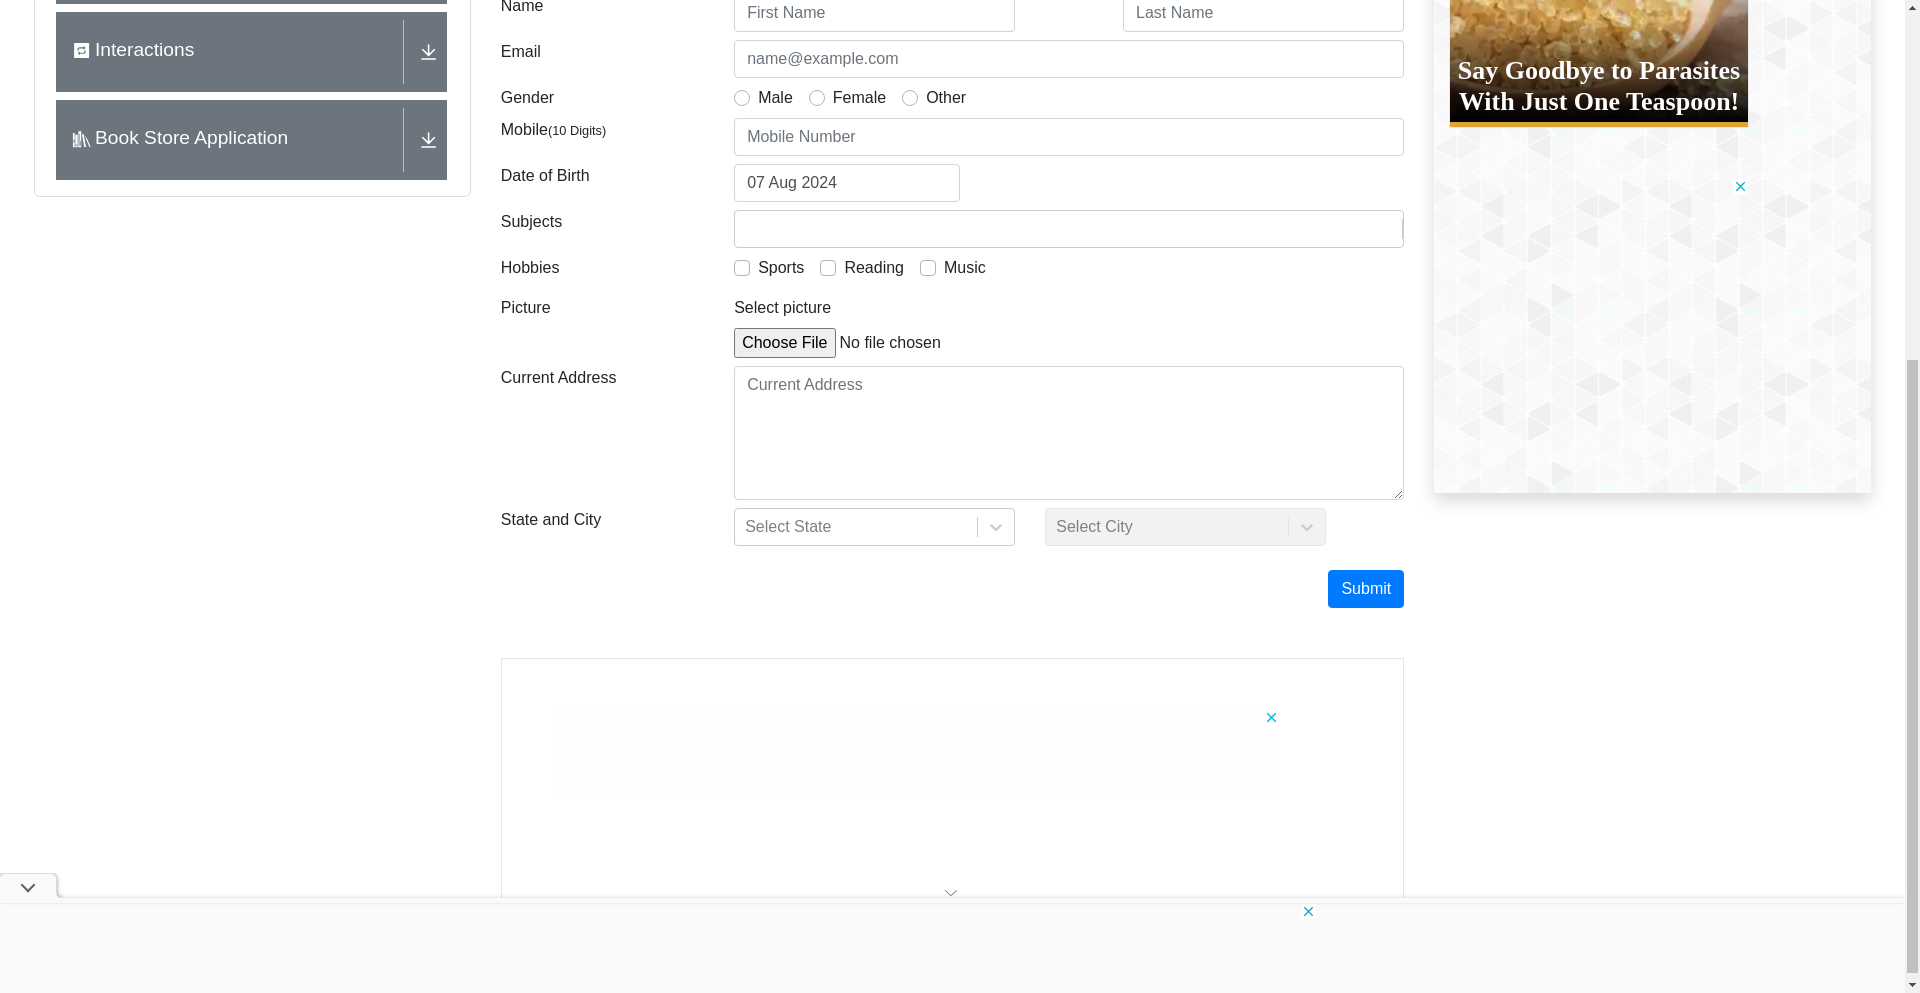 Name
First Name
Last Name
Interactions
Email
name@example.com
Say Goodbye to Parasites
With Just One Teaspoon!
Gender
Male
Female
Other
Book Store Application
Mobile(10 Digits)
Mobile Number
Date of Birth
07 Aug 2024
Subjects
Hobbies
Sports
Reading
Music
Picture
Select picture
Choose File No file chosen
Current Address
Current Address
State and City
Select State
Select City
Submit